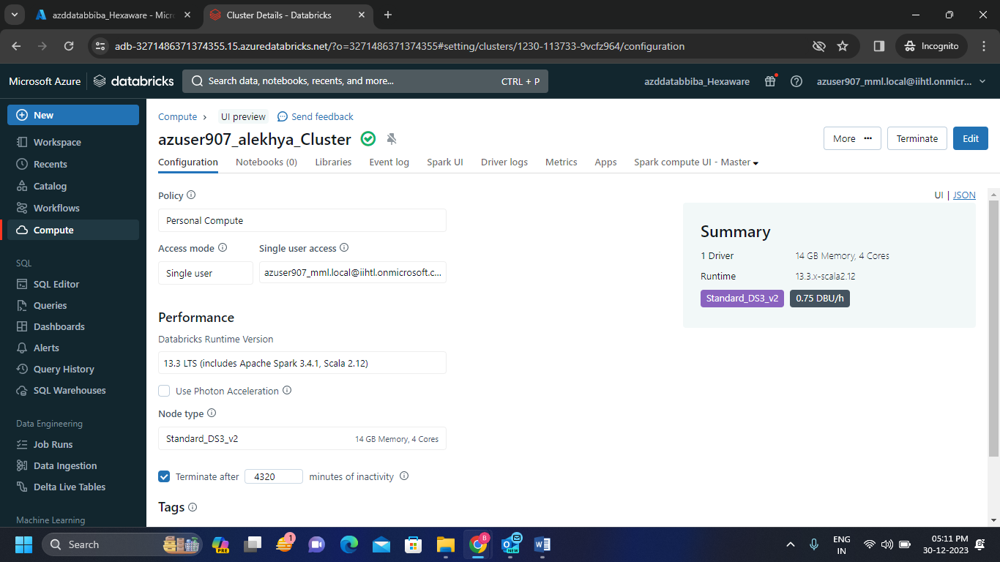 azddatabbiba_Hexaware - Micr
Cluster Details - Databricks
adb-3271486371374355.15.azuredatabricks.net/?o=3271486371374355#setting/clusters/1230-113733-9vcfz964/configuration
Incognito
Microsoft Azure
databricks
Search data, notebooks, recents, and more...
CTRL + P
azddatabbiba_Hexaware
azuser907_mml.local@iihtl.onmicr...
New
Workspace
Recents
Catalog
Workflows
Compute
SQL
SQL Editor
Queries
Dashboards
Alerts
Query History
SQL Warehouses
Data Engineering
Job Runs
Data Ingestion
Delta Live Tables
Machine Learning
Compute
UI preview
Send feedback
azuser907_alekhya_Cluster
More
Terminate
Edit
Configuration
Notebooks (0)
Libraries
Event log
Spark UI
Driver logs
Metrics
Apps
Spark compute UI - Master
UI | JSON
Policy
Personal Compute
Access mode
Single user access
Single user
azuser907_mml.local@iihtl.onmicrosoft.c...
Performance
Databricks Runtime Version
13.3 LTS (includes Apache Spark 3.4.1, Scala 2.12)
Use Photon Acceleration
Node type
Standard_DS3_v2
14 GB Memory, 4 Cores
Terminate after 4320 minutes of inactivity
Tags
Summary
1 Driver
14 GB Memory, 4 Cores
Runtime
13.3.x-scala2.12
Standard_DS3_v2
0.75 DBU/h
Search
PRE
1
8
NEW
ENG
IN
05:11 PM
30-12-2023